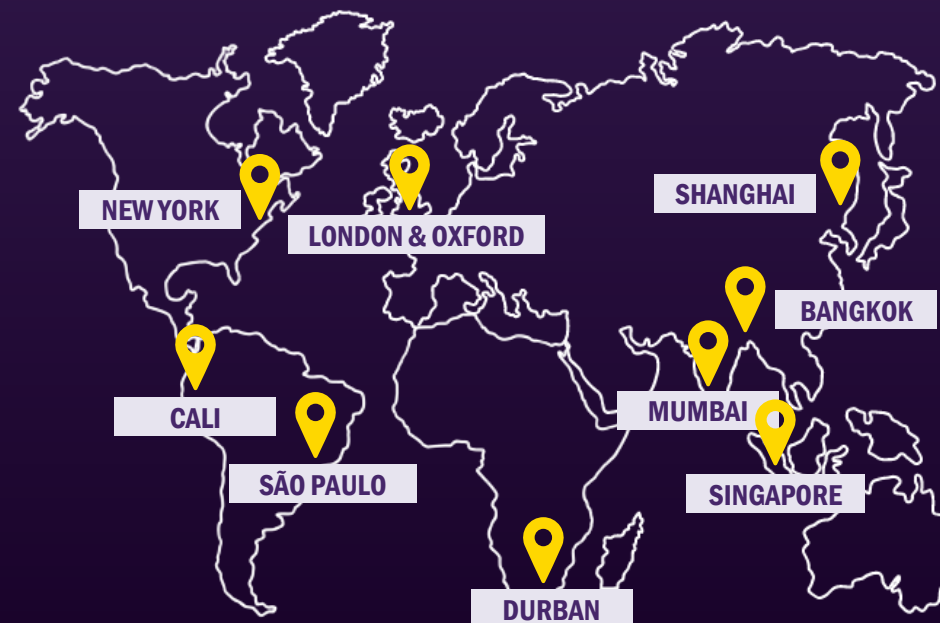 NEW YORK
LONDON & OXFORD
SHANGHAI
BANGKOK
CALI
MUMBAI
SÃO PAULO
SINGAPORE
DURBAN